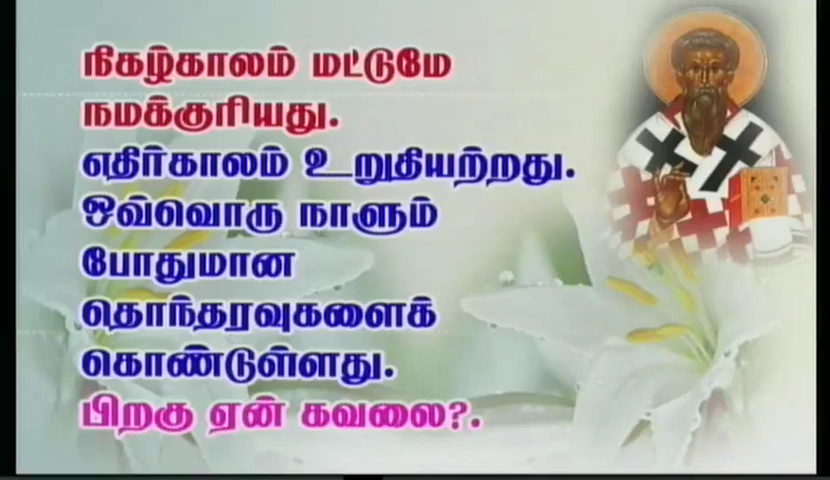 நிகழ்காலம் மட்டுமே
நமக்குரியது.
எதிர்காலம் உறுதியற்றது.
ஒவ்வொரு நாளும்
போதுமான
தொந்தரவுகளைக்
கொண்டுள்ளது.
பிறகு ஏன் கவலை?.